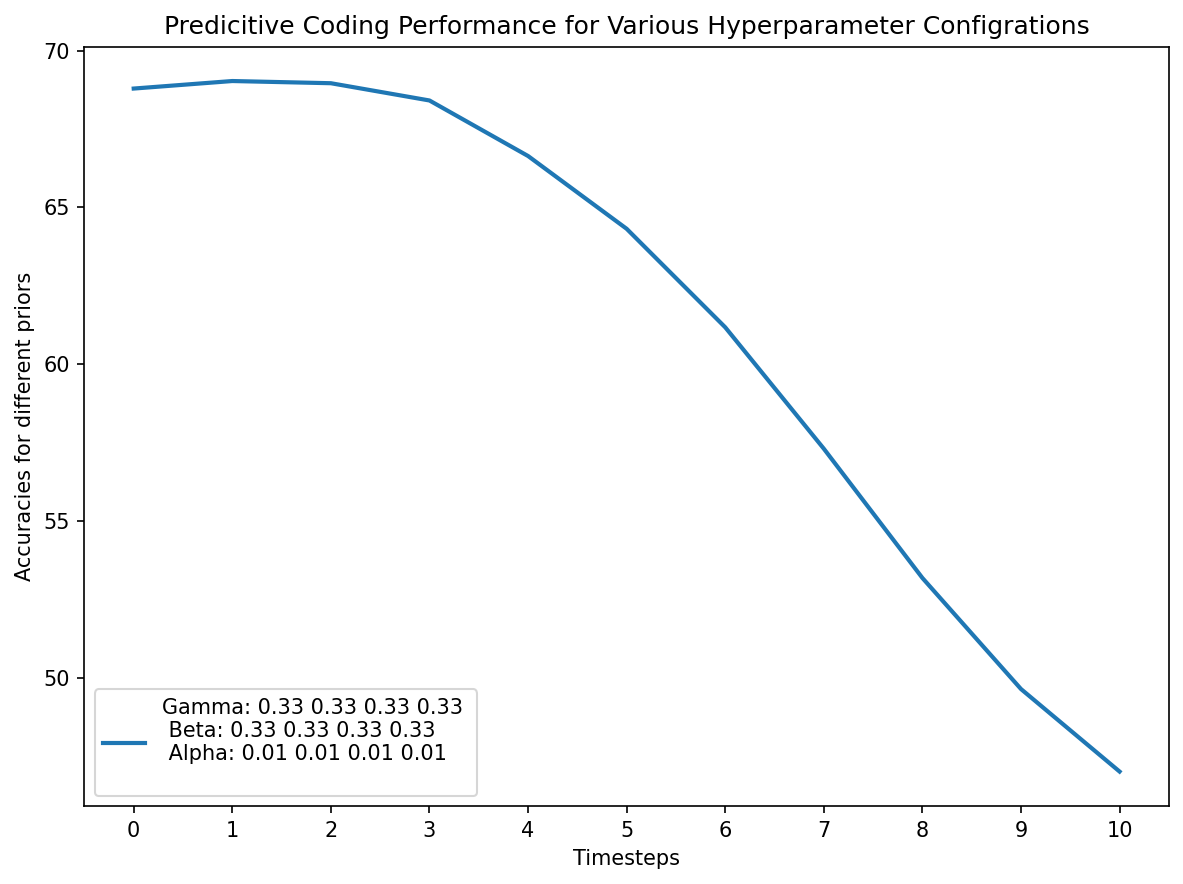 Predicitive Coding Performance for Various Hyperparameter Configrations
Accuracies for different priors
70
65
60
55
50
Gamma: 0.33 0.33 0.33 0.33
Beta: 0.33 0.33 0.33 0.33
Alpha: 0.01 0.01 0.01 0.01
0 1 2 3 4 5 6 7 8 9 10
Timesteps